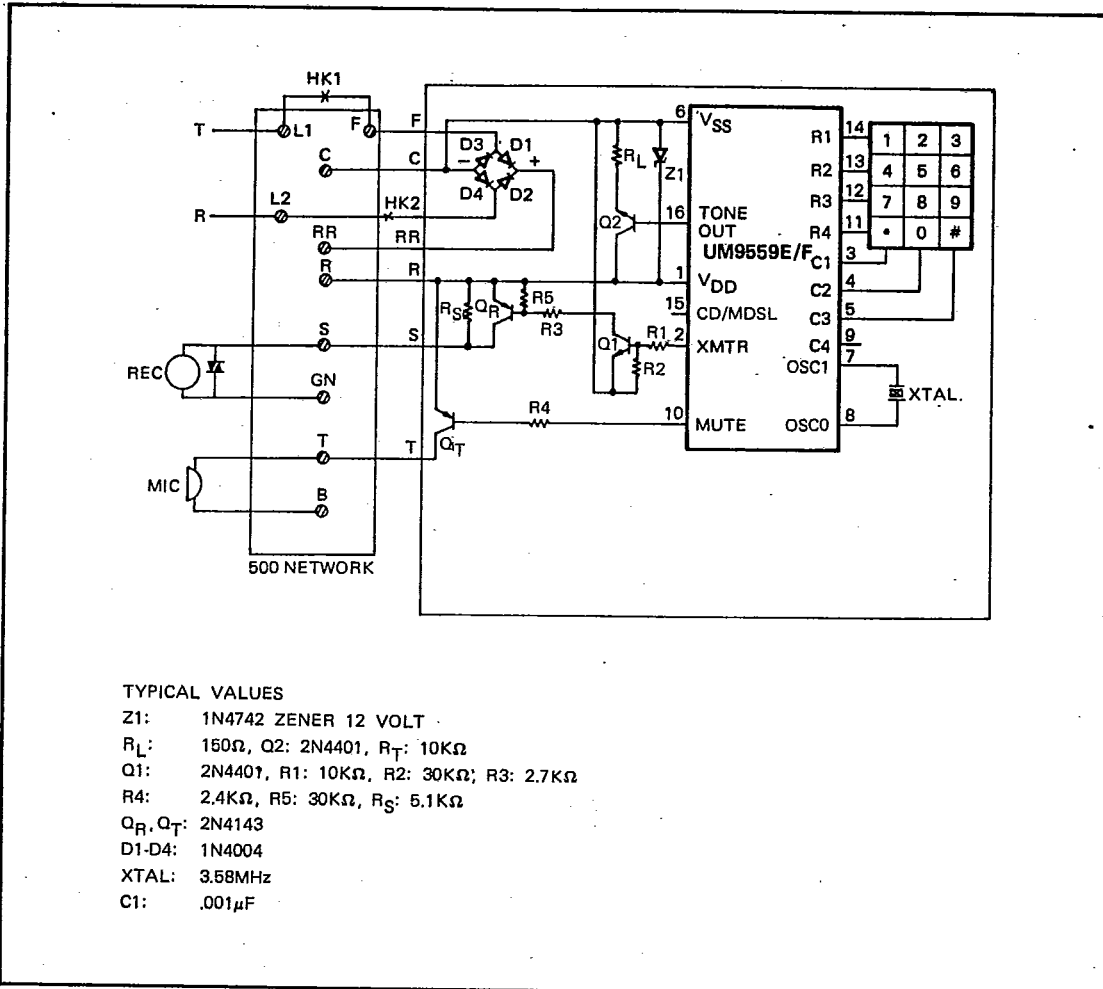 HK1
T L1 F F
C C
D3 D1
- +
D4 D2
R L2 HK2
RR RR
R R
S S
REC
GN
T T
MIC
B
500 NETWORK
RL Z1
Q2
RS QR R5
R3
Q1 R1
R2
R4
QT
6 VSS
16 TONE
OUT
UM9559E/F
1 VDD
15 CD/MDSL
2 XMTR
10 MUTE
R1 14
R2 13
R3 12
R4 11
C1 3
C2 4
C3 5
C4 9
OSC1 7
OSC0 8
XTAL.
1 2 3
4 5 6
7 8 9
* 0 #
TYPICAL VALUES
Z1: 1N4742 ZENER 12 VOLT
RL: 150Ω, Q2: 2N4401, RT: 10KΩ
Q1: 2N4401, R1: 10KΩ, R2: 30KΩ; R3: 2.7KΩ
R4: 2.4KΩ, R5: 30KΩ, RS: 5.1KΩ
QR, QT: 2N4143
D1-D4: 1N4004
XTAL: 3.58MHz
C1: .001μF